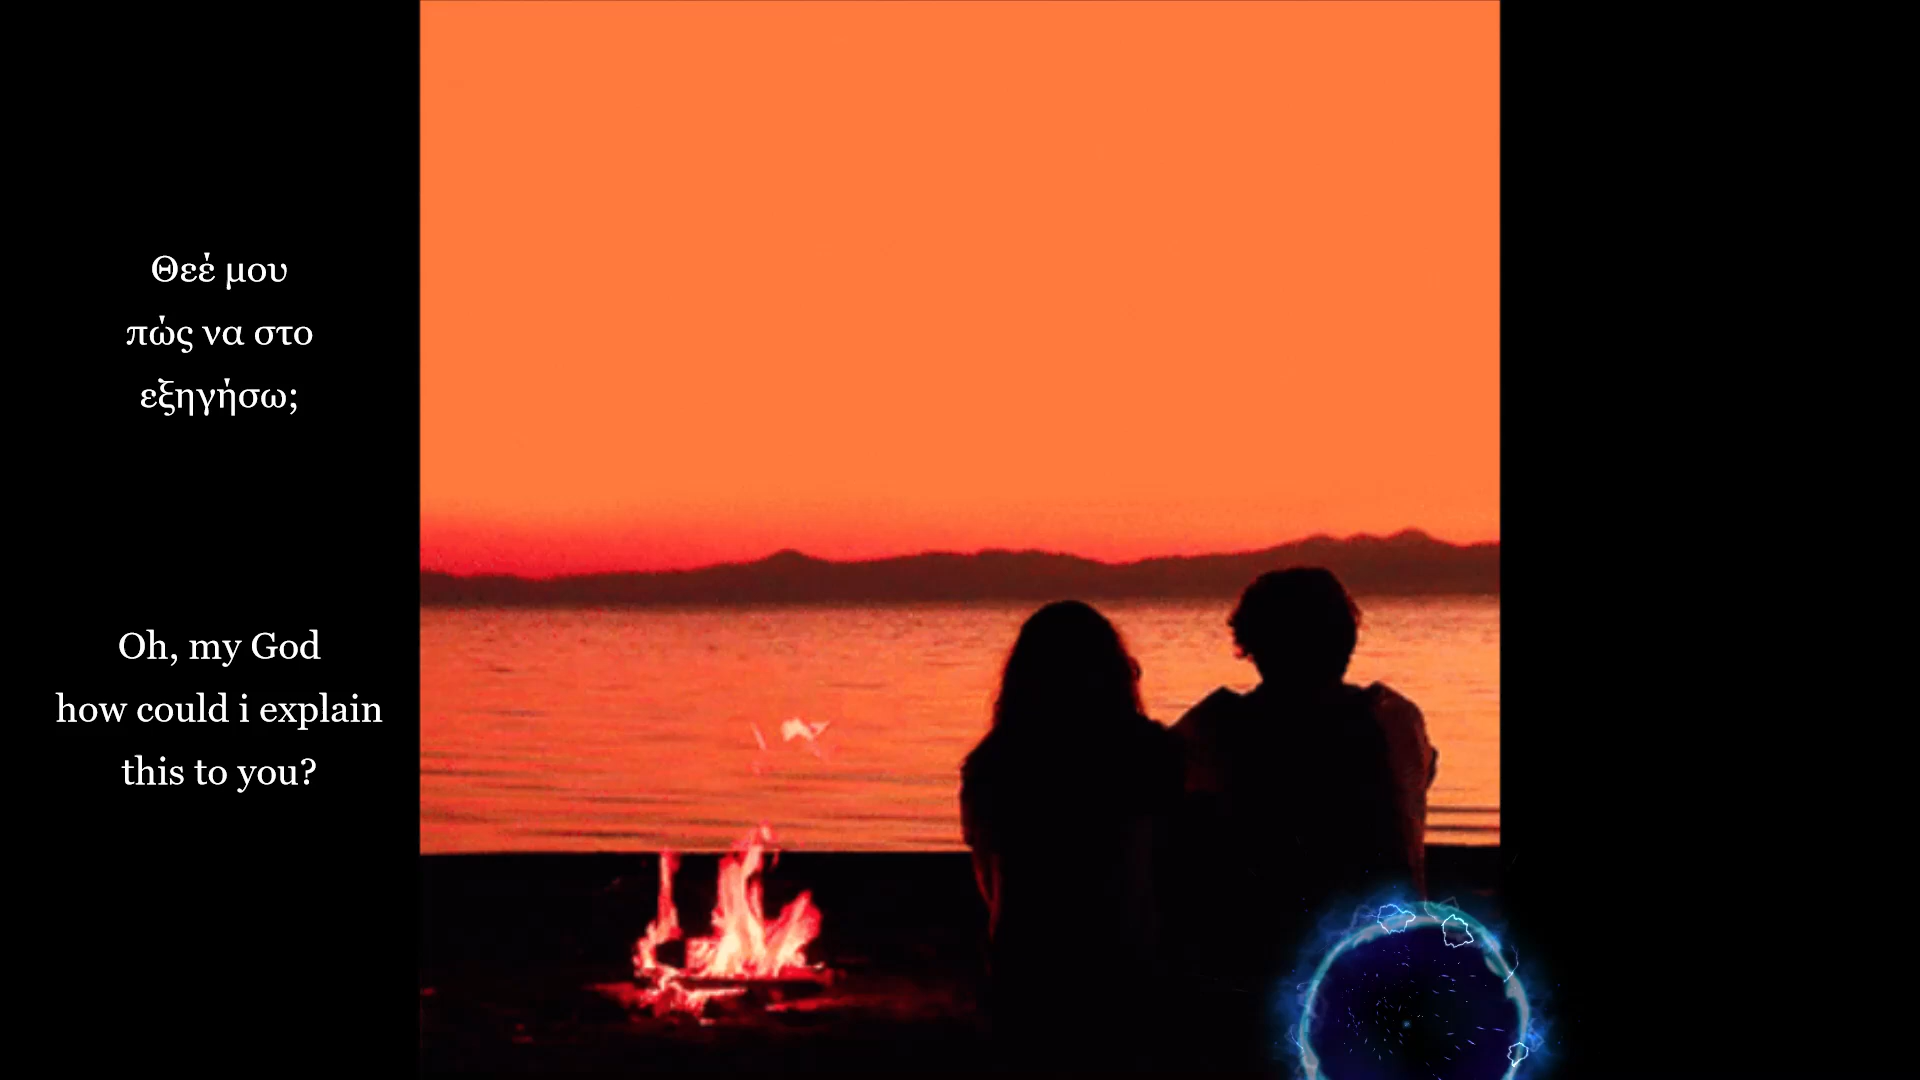 Θεέ μου
πώς να στο
εξηγήσω;
Oh, my God
how could i explain
this to you?